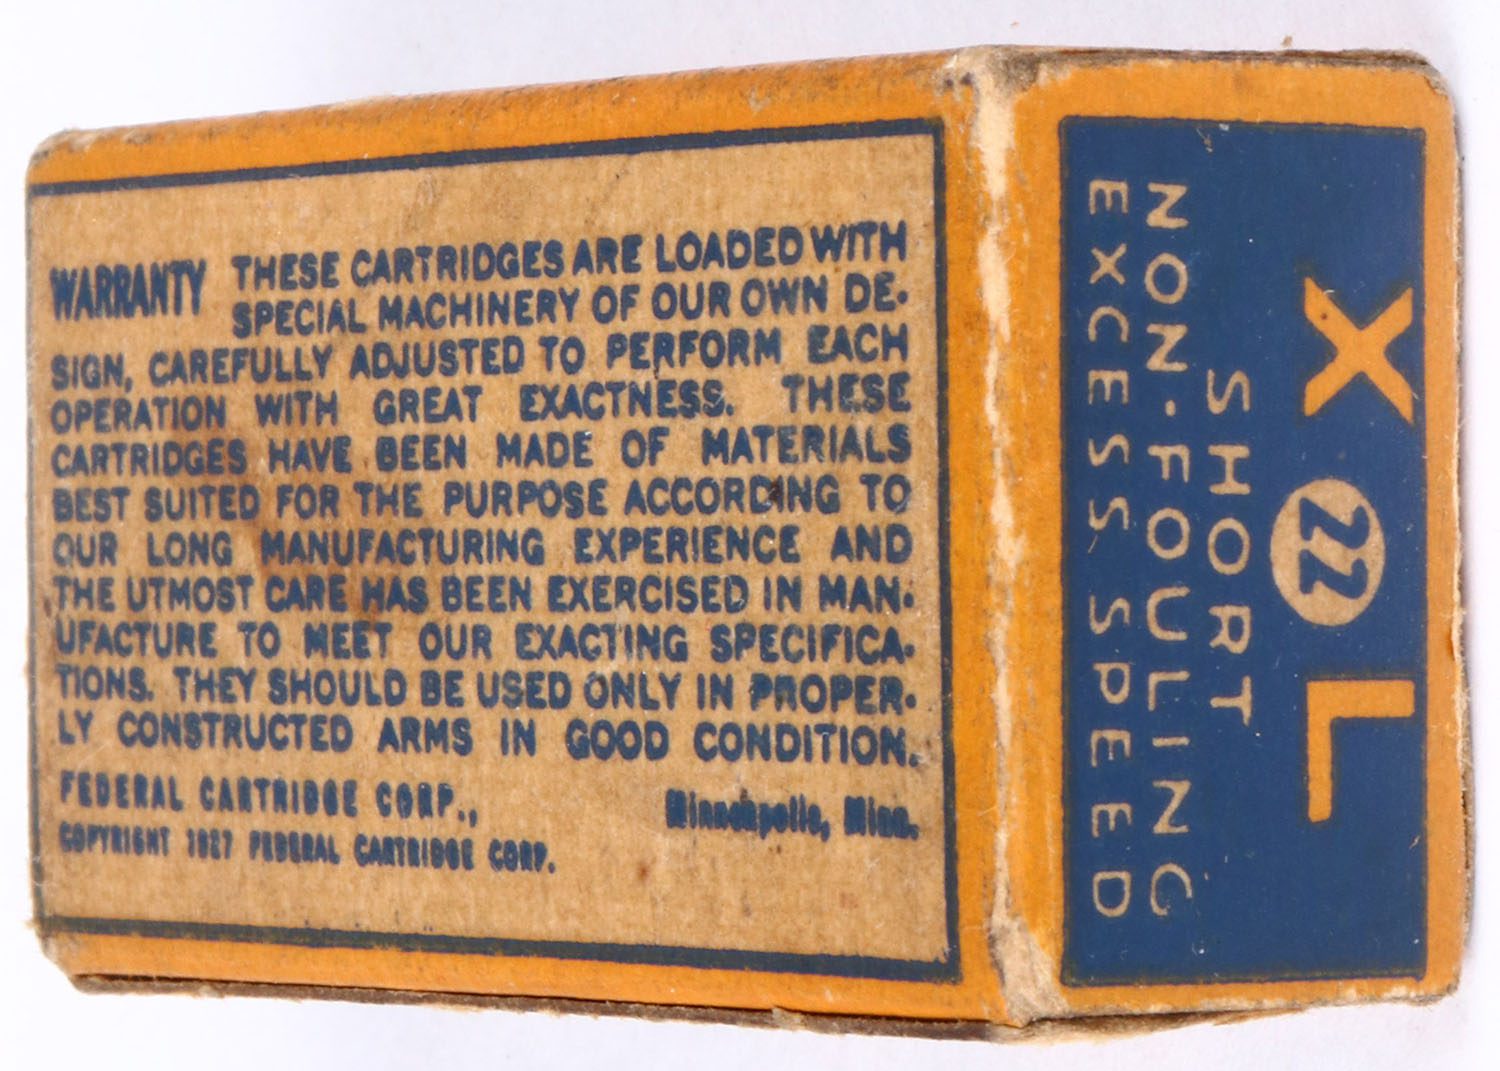 WARRANTY THESE CARTRIDGES ARE LOADED WITH
SPECIAL MACHINERY OF OUR OWN DE-
SIGN, CAREFULLY ADJUSTED TO PERFORM EACH
OPERATION WITH GREAT EXACTNESS. THESE
CARTRIDGES HAVE BEEN MADE OF MATERIALS
BEST SUITED FOR THE PURPOSE ACCORDING TO
OUR LONG MANUFACTURING EXPERIENCE AND
THE UTMOST CARE HAS BEEN EXERCISED IN MAN-
UFACTURE TO MEET OUR EXACTING SPECIFICA-
TIONS. THEY SHOULD BE USED ONLY IN PROPER-
LY CONSTRUCTED ARMS IN GOOD CONDITION.
FEDERAL CARTRIDGE CORP., Minneapolis, Minn.
COPYRIGHT 1927 FEDERAL CARTRIDGE CORP.
X 22 L
SHORT
NON-FOULING
EXCESS SPEED